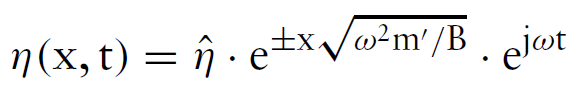 η(x, t) = η̂ · e^{±x√(ω²m′/B)} · e^{jωt}